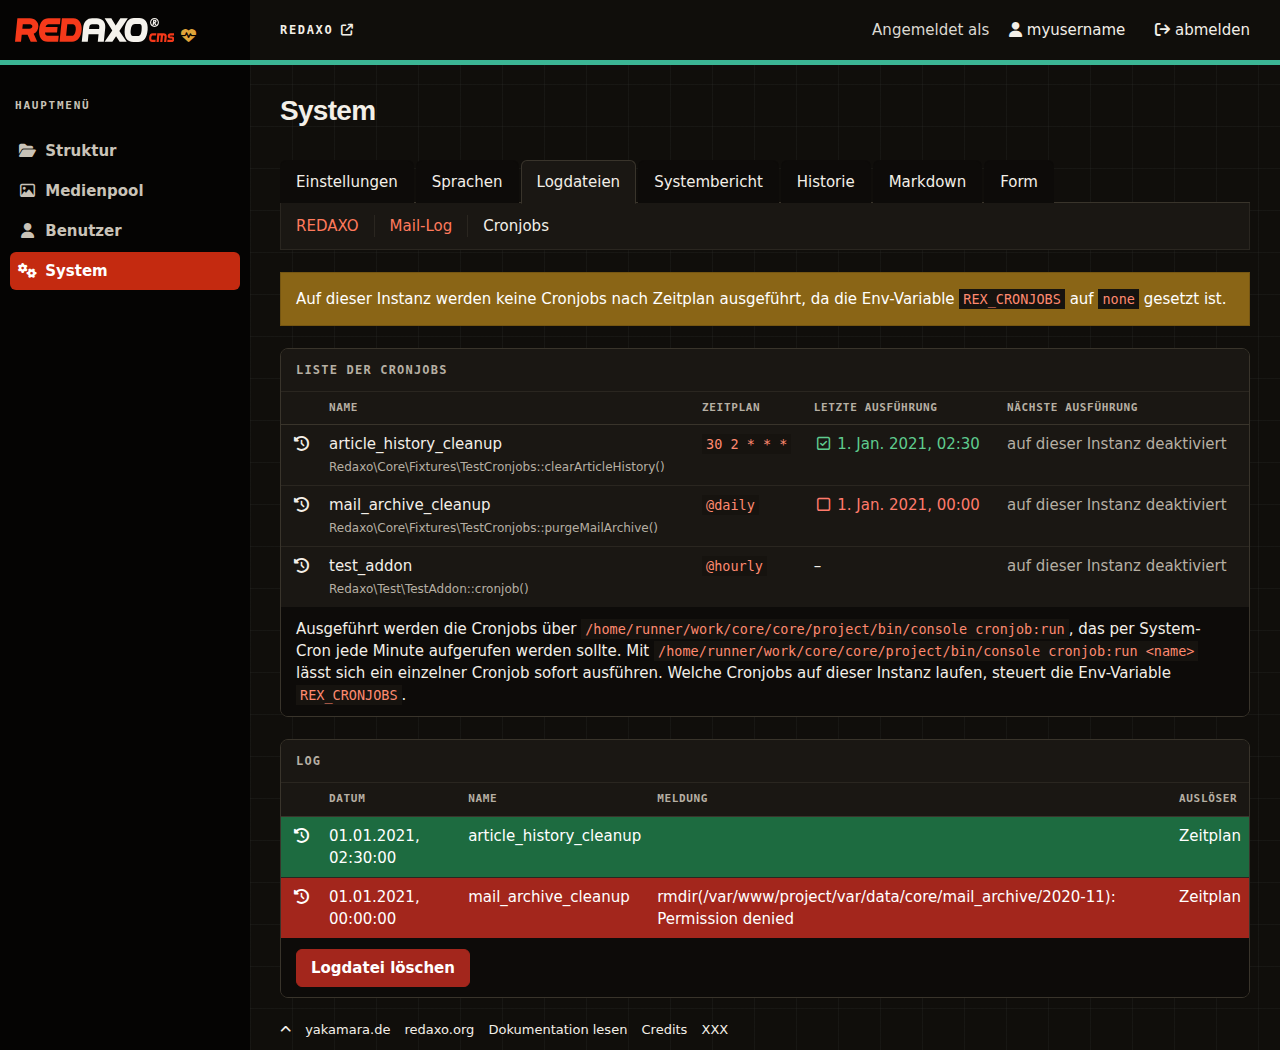 REDAXO® cms
REDAXO
Angemeldet als myusername abmelden
HAUPTMENÜ
Struktur
Medienpool
Benutzer
System
System
Einstellungen Sprachen Logdateien Systembericht Historie Markdown Form
REDAXO Mail-Log Cronjobs
Auf dieser Instanz werden keine Cronjobs nach Zeitplan ausgeführt, da die Env-Variable REX_CRONJOBS auf none gesetzt ist.
LISTE DER CRONJOBS
NAME ZEITPLAN LETZTE AUSFÜHRUNG NÄCHSTE AUSFÜHRUNG
article_history_cleanup 30 2 * * * 1. Jan. 2021, 02:30 auf dieser Instanz deaktiviert
Redaxo\Core\Fixtures\TestCronjobs::clearArticleHistory()
mail_archive_cleanup @daily 1. Jan. 2021, 00:00 auf dieser Instanz deaktiviert
Redaxo\Core\Fixtures\TestCronjobs::purgeMailArchive()
test_addon @hourly – auf dieser Instanz deaktiviert
Redaxo\Test\TestAddon::cronjob()
Ausgeführt werden die Cronjobs über /home/runner/work/core/core/project/bin/console cronjob:run, das per System-
Cron jede Minute aufgerufen werden sollte. Mit /home/runner/work/core/core/project/bin/console cronjob:run <name>
lässt sich ein einzelner Cronjob sofort ausführen. Welche Cronjobs auf dieser Instanz laufen, steuert die Env-Variable
REX_CRONJOBS.
LOG
DATUM NAME MELDUNG AUSLÖSER
01.01.2021, article_history_cleanup Zeitplan
02:30:00
01.01.2021, mail_archive_cleanup rmdir(/var/www/project/var/data/core/mail_archive/2020-11): Zeitplan
00:00:00 Permission denied
Logdatei löschen
yakamara.de redaxo.org Dokumentation lesen Credits XXX